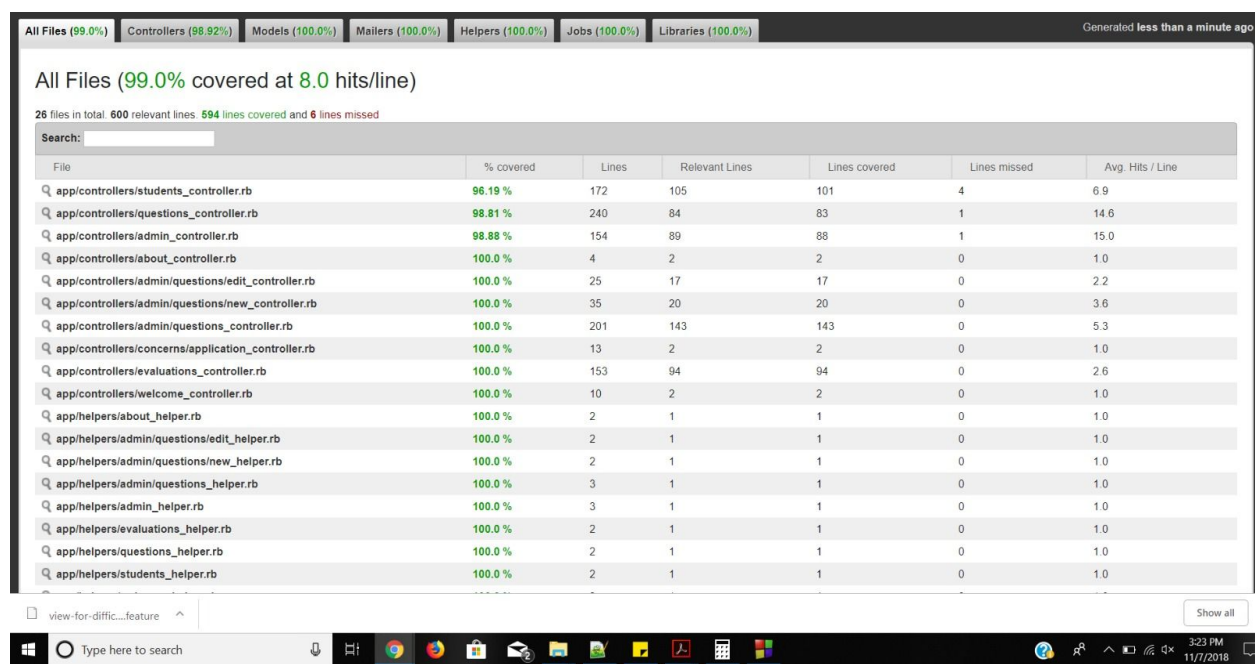 All Files (99.0%) Controllers (98.92%) Models (100.0%) Mailers (100.0%) Helpers (100.0%) Jobs (100.0%) Libraries (100.0%) Generated less than a minute ago
All Files (99.0% covered at 8.0 hits/line)
26 files in total. 600 relevant lines. 594 lines covered and 6 lines missed
Search:
File % covered Lines Relevant Lines Lines covered Lines missed Avg. Hits / Line
app/controllers/students_controller.rb 96.19 % 172 105 101 4 6.9
app/controllers/questions_controller.rb 98.81 % 240 84 83 1 14.6
app/controllers/admin_controller.rb 98.88 % 154 89 88 1 15.0
app/controllers/about_controller.rb 100.0 % 4 2 2 0 1.0
app/controllers/admin/questions/edit_controller.rb 100.0 % 25 17 17 0 2.2
app/controllers/admin/questions/new_controller.rb 100.0 % 35 20 20 0 3.6
app/controllers/admin/questions_controller.rb 100.0 % 201 143 143 0 5.3
app/controllers/concerns/application_controller.rb 100.0 % 13 2 2 0 1.0
app/controllers/evaluations_controller.rb 100.0 % 153 94 94 0 2.6
app/controllers/welcome_controller.rb 100.0 % 10 2 2 0 1.0
app/helpers/about_helper.rb 100.0 % 2 1 1 0 1.0
app/helpers/admin/questions/edit_helper.rb 100.0 % 2 1 1 0 1.0
app/helpers/admin/questions/new_helper.rb 100.0 % 2 1 1 0 1.0
app/helpers/admin/questions_helper.rb 100.0 % 3 1 1 0 1.0
app/helpers/admin_helper.rb 100.0 % 3 1 1 0 1.0
app/helpers/evaluations_helper.rb 100.0 % 2 1 1 0 1.0
app/helpers/questions_helper.rb 100.0 % 2 1 1 0 1.0
app/helpers/students_helper.rb 100.0 % 2 1 1 0 1.0
view-for-diffic....feature Show all
Type here to search 3:23 PM
11/7/2018